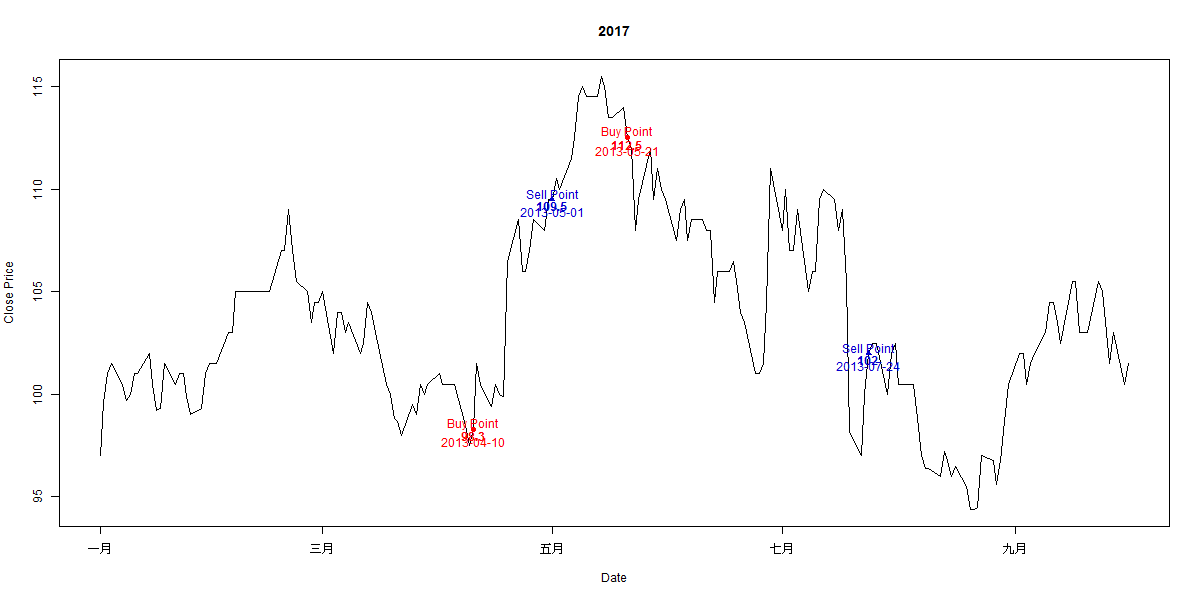 2017
115
110
105
100
95
Close Price
Buy Point
112.5
2013-05-21
Sell Point
109.5
2013-05-01
Sell Point
102
2013-07-24
Buy Point
98.3
2013-04-10
一月
三月
五月
七月
九月
Date